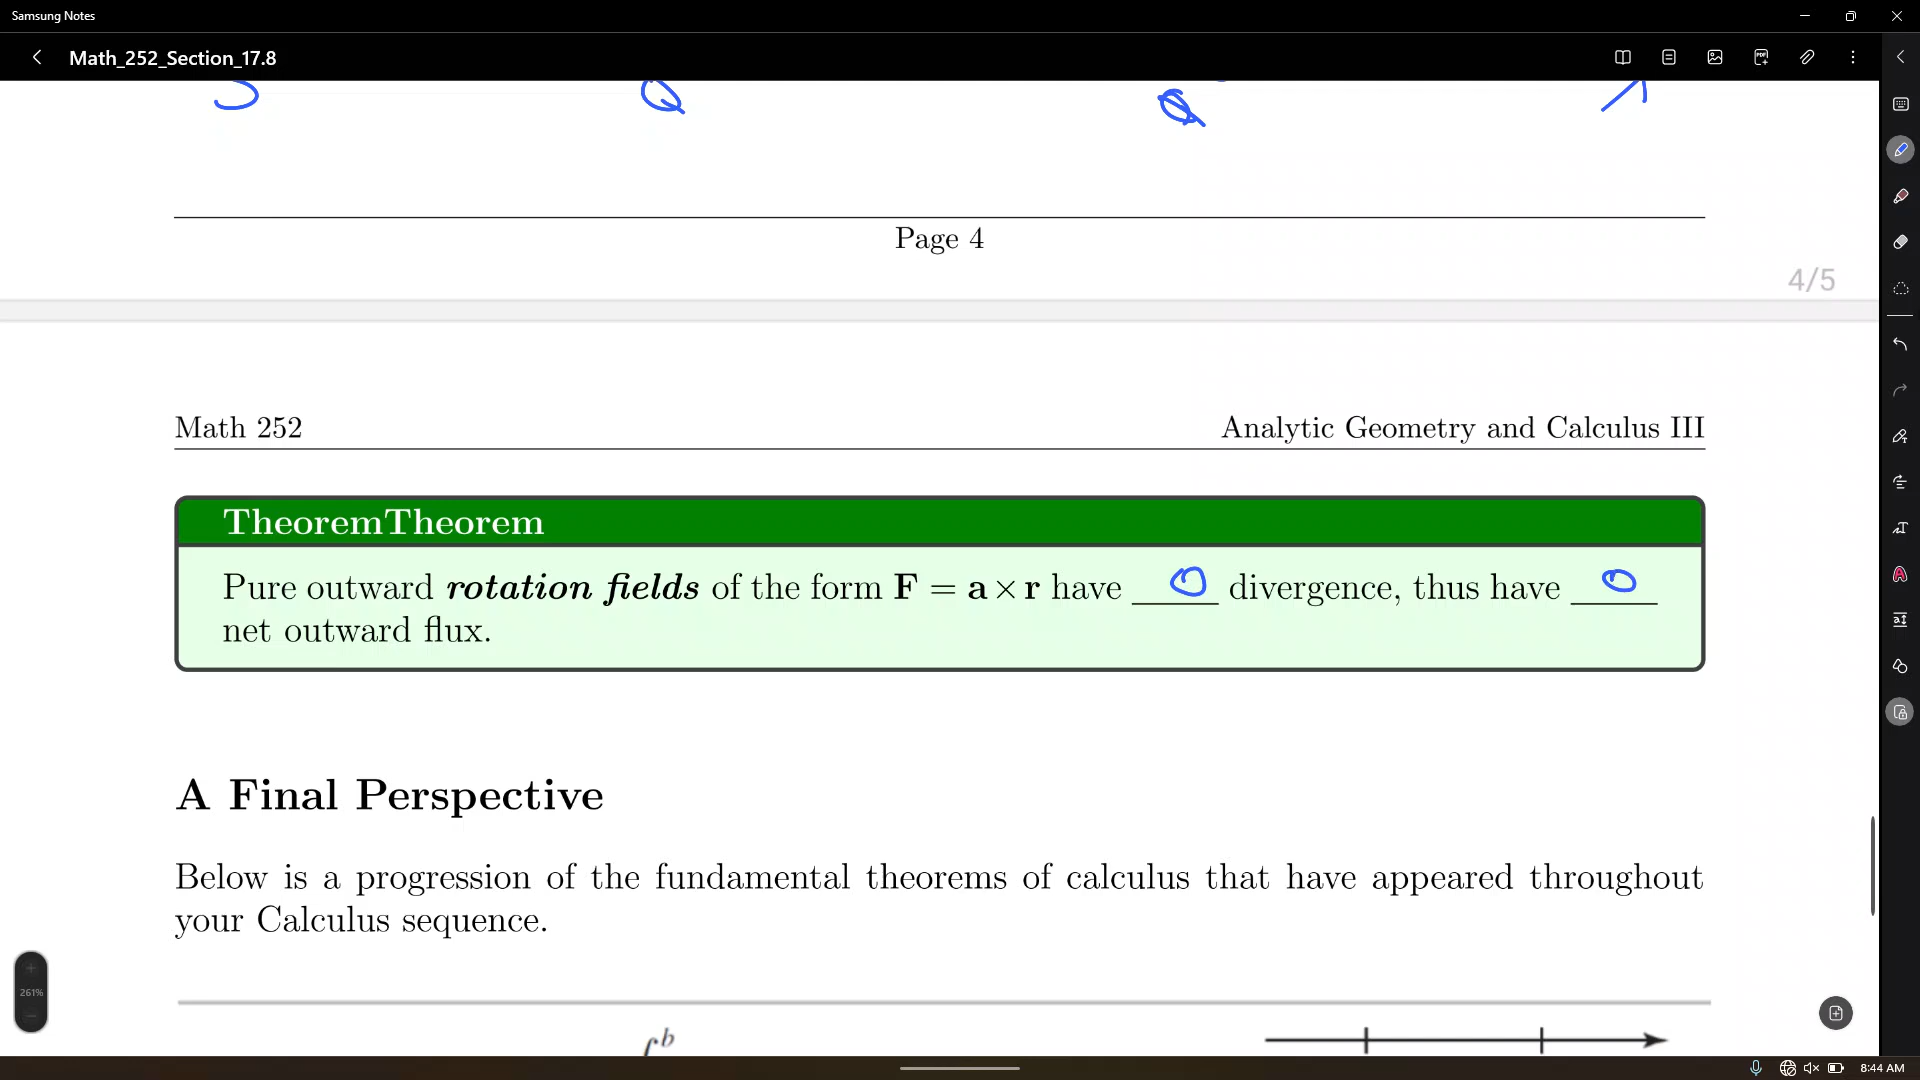 Samsung Notes
Math_252_Section_17.8
Page 4
4/5
Math 252 Analytic Geometry and Calculus III
TheoremTheorem
Pure outward rotation fields of the form F = a × r have 0 divergence, thus have 0
net outward flux.
A Final Perspective
Below is a progression of the fundamental theorems of calculus that have appeared throughout
your Calculus sequence.
261%
b
8:44 AM